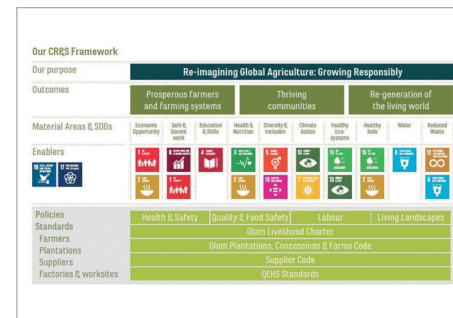 Our CR&S Framework
Our purpose
Re-imagining Global Agriculture: Growing Responsibly
Outcomes
Prosperous farmers and farming systems
Thriving communities
Re-generation of the living world
Material Areas & SDGs
Economic Opportunity
Safe & Decent work
Education & Skills
Health & Nutrition
Diversity & Inclusion
Climate Action
Healthy Eco-systems
Healthy Soils
Water
Reduced Waste
Enablers
Policies
Health & Safety
Quality & Food Safety
Labour
Living Landscapes
Standards
Olam Livelihood Charter
Farmers
Olam Plantations, Concessions & Farms Code
Plantations
Suppliers
Supplier Code
Factories & worksites
QEHS Standards